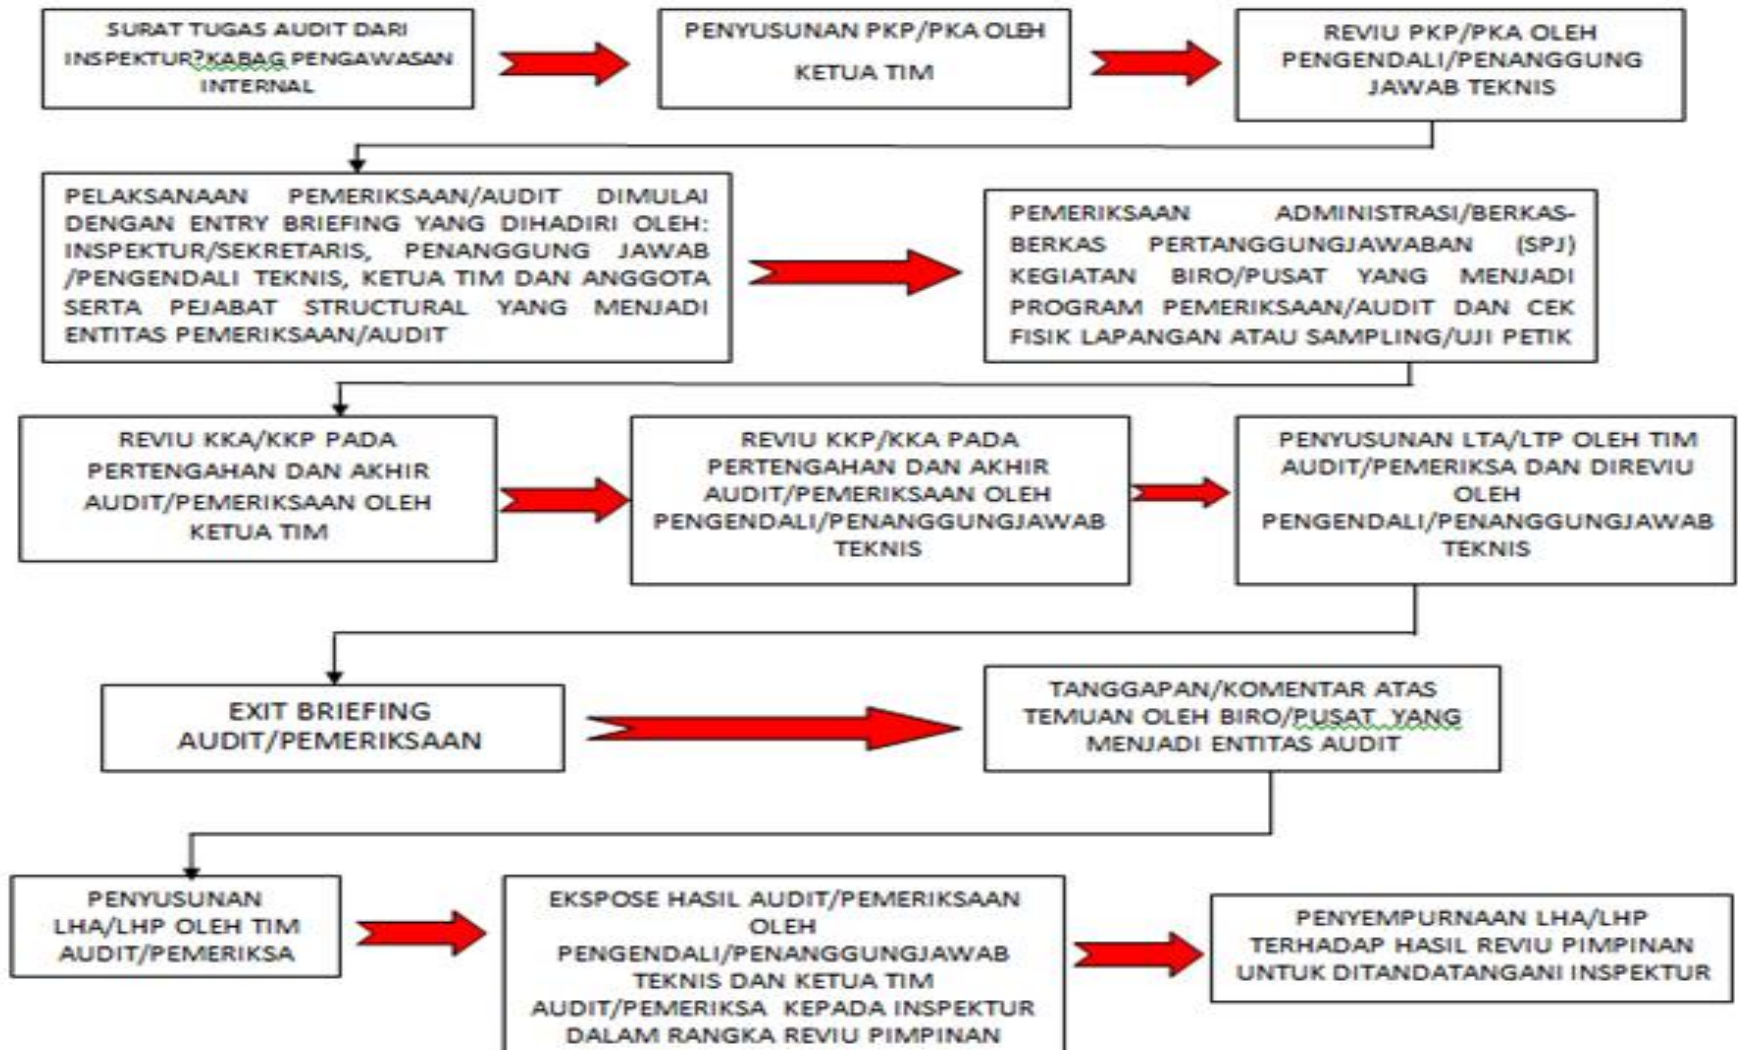 SURAT TUGAS AUDIT DARI
INSPEKTUR?KABAG PENGAWASAN
INTERNAL
PENYUSUNAN PKP/PKA OLEH
KETUA TIM
REVIU PKP/PKA OLEH
PENGENDALI/PENANGGUNG
JAWAB TEKNIS
PELAKSANAAN PEMERIKSAAN/AUDIT DIMULAI
DENGAN ENTRY BRIEFING YANG DIHADIRI OLEH:
INSPEKTUR/SEKRETARIS, PENANGGUNG JAWAB
/PENGENDALI TEKNIS, KETUA TIM DAN ANGGOTA
SERTA PEJABAT STRUCTURAL YANG MENJADI
ENTITAS PEMERIKSAAN/AUDIT
PEMERIKSAAN ADMINISTRASI/BERKAS-
BERKAS PERTANGGUNGJAWABAN (SPJ)
KEGIATAN BIRO/PUSAT YANG MENJADI
PROGRAM PEMERIKSAAN/AUDIT DAN CEK
FISIK LAPANGAN ATAU SAMPLING/UJI PETIK
REVIU KKA/KKP PADA
PERTENGAHAN DAN AKHIR
AUDIT/PEMERIKSAAN OLEH
KETUA TIM
REVIU KKP/KKA PADA
PERTENGAHAN DAN AKHIR
AUDIT/PEMERIKSAAN OLEH
PENGENDALI/PENANGGUNGJAWAB
TEKNIS
PENYUSUNAN LTA/LTP OLEH TIM
AUDIT/PEMERIKSA DAN DIREVIU
OLEH
PENGENDALI/PENANGGUNGJAWAB
TEKNIS
EXIT BRIEFING
AUDIT/PEMERIKSAAN
TANGGAPAN/KOMENTAR ATAS
TEMUAN OLEH BIRO/PUSAT YANG
MENJADI ENTITAS AUDIT
PENYUSUNAN
LHA/LHP OLEH TIM
AUDIT/PEMERIKSA
EKSPOSE HASIL AUDIT/PEMERIKSAAN
OLEH
PENGENDALI/PENANGGUNGJAWAB
TEKNIS DAN KETUA TIM
AUDIT/PEMERIKSA KEPADA INSPEKTUR
DALAM RANGKA REVIU PIMPINAN
PENYEMPURNAAN LHA/LHP
TERHADAP HASIL REVIU PIMPINAN
UNTUK DITANDATANGANI INSPEKTUR